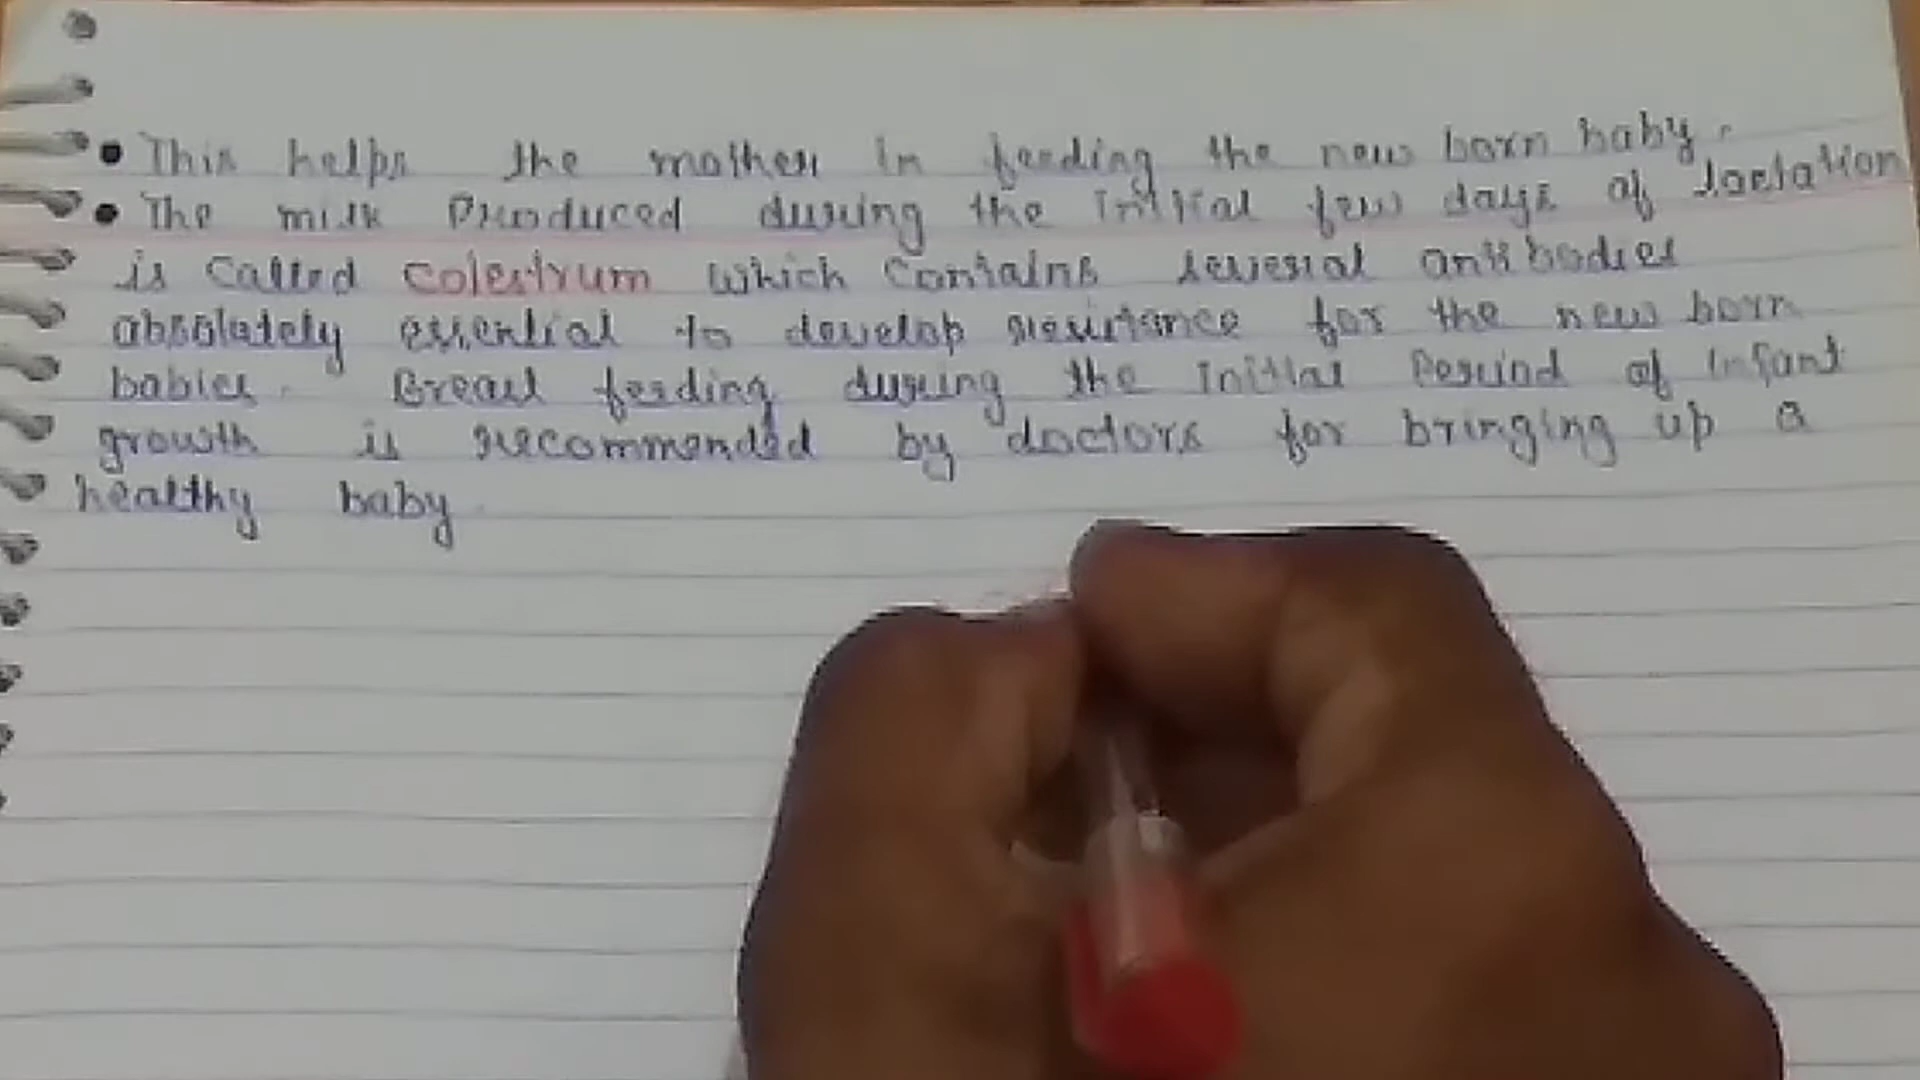 • This helps the mother in feeding the new born baby.
• The milk Produced during the initial few days of lactation
is Called Colestrum which Contains several antibodies
absolutely essential to develop resistance for the new born
babies. Breast feeding during the initial Period of infant
growth is recommended by doctors for bringing up a
healthy baby.